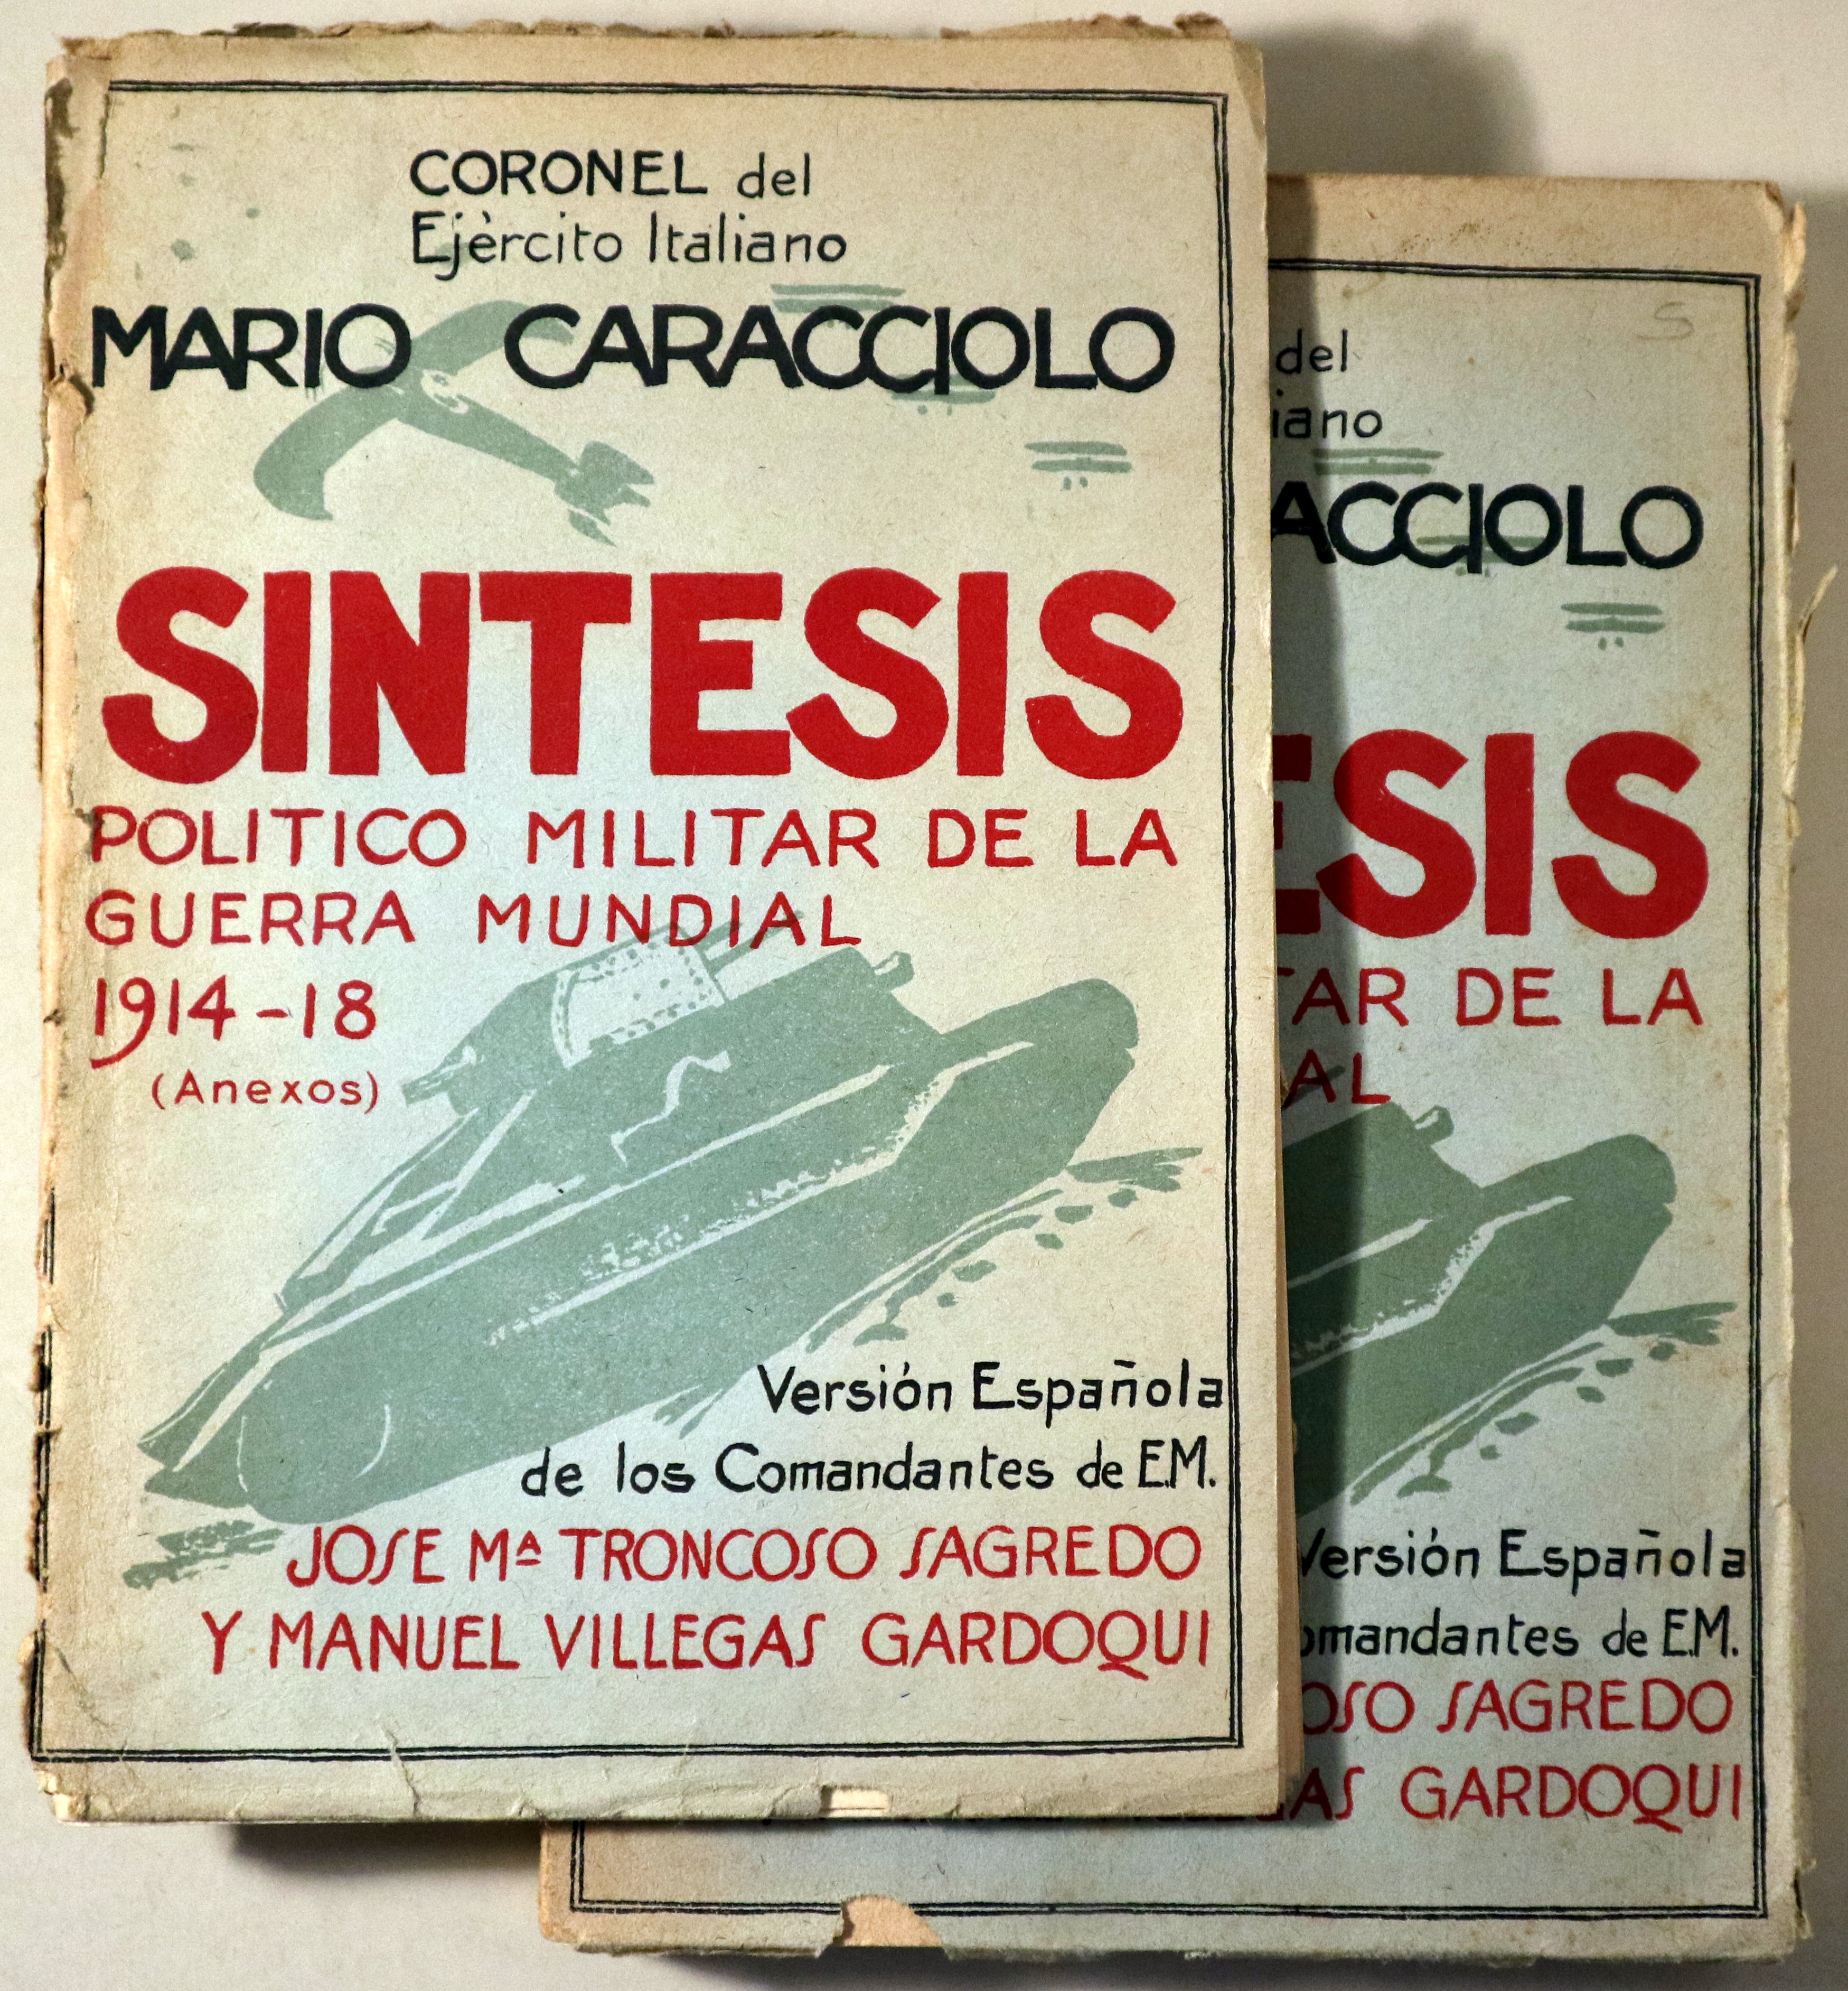 CORONEL del
Ejèrcito Italiano
MARIO CARACCIOLO
SINTESIS
POLITICO MILITAR DE LA
GUERRA MUNDIAL
1914-18
(Anexos)
Versión Española
de los Comandantes de E.M.
JOSE Mª TRONCOSO SAGREDO
Y MANUEL VILLEGAS GARDOQUI
del
iano
ACCIOLO
ESIS
TAR DE LA
AL
Versión Española
omandantes de E.M.
OSO SAGREDO
GAS GARDOQUI
S